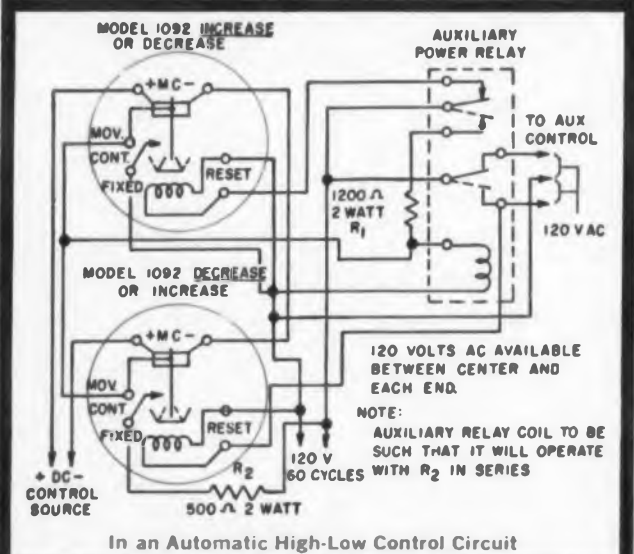 MODEL 1092 INCREASE
OR DECREASE
AUXILIARY
POWER RELAY
+MC-
MOV.
CONT.
FIXED
RESET
TO AUX
CONTROL
1200 Ω
2 WATT
R1
120 V AC
MODEL 1092 DECREASE
OR INCREASE
+MC-
MOV.
CONT.
FIXED
RESET
R2
500 Ω 2 WATT
+ DC -
CONTROL
SOURCE
120 V
60 CYCLES
120 VOLTS AC AVAILABLE
BETWEEN CENTER AND
EACH END.
NOTE:
AUXILIARY RELAY COIL TO BE
SUCH THAT IT WILL OPERATE
WITH R2 IN SERIES
In an Automatic High-Low Control Circuit